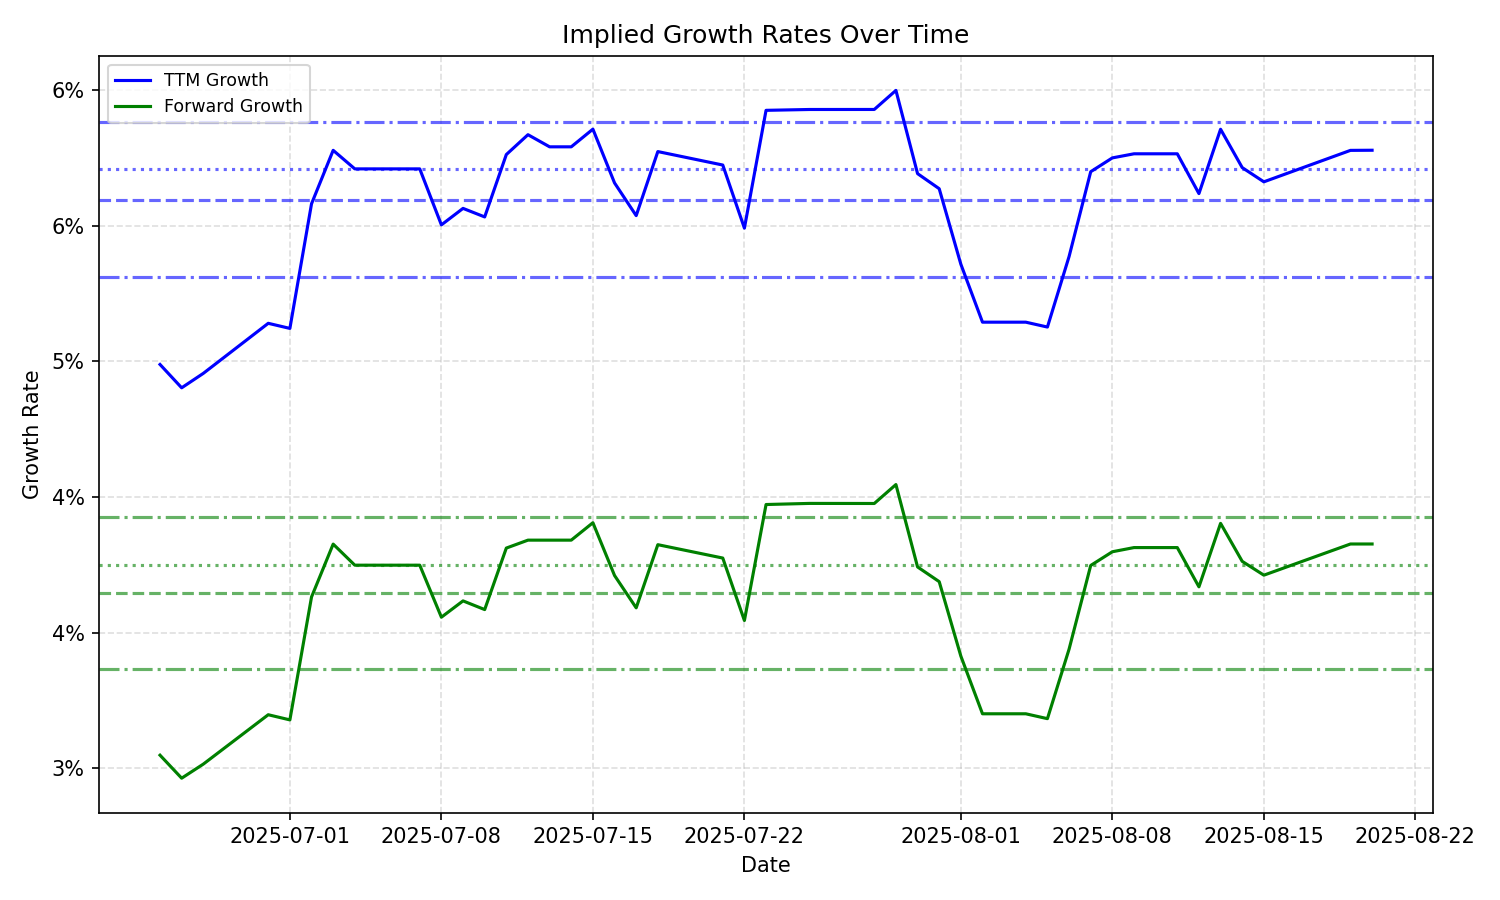 Implied Growth Rates Over Time
TTM Growth
Forward Growth
6%
6%
5%
4%
4%
3%
Growth Rate
2025-07-01
2025-07-08
2025-07-15
2025-07-22
2025-08-01
2025-08-08
2025-08-15
2025-08-22
Date